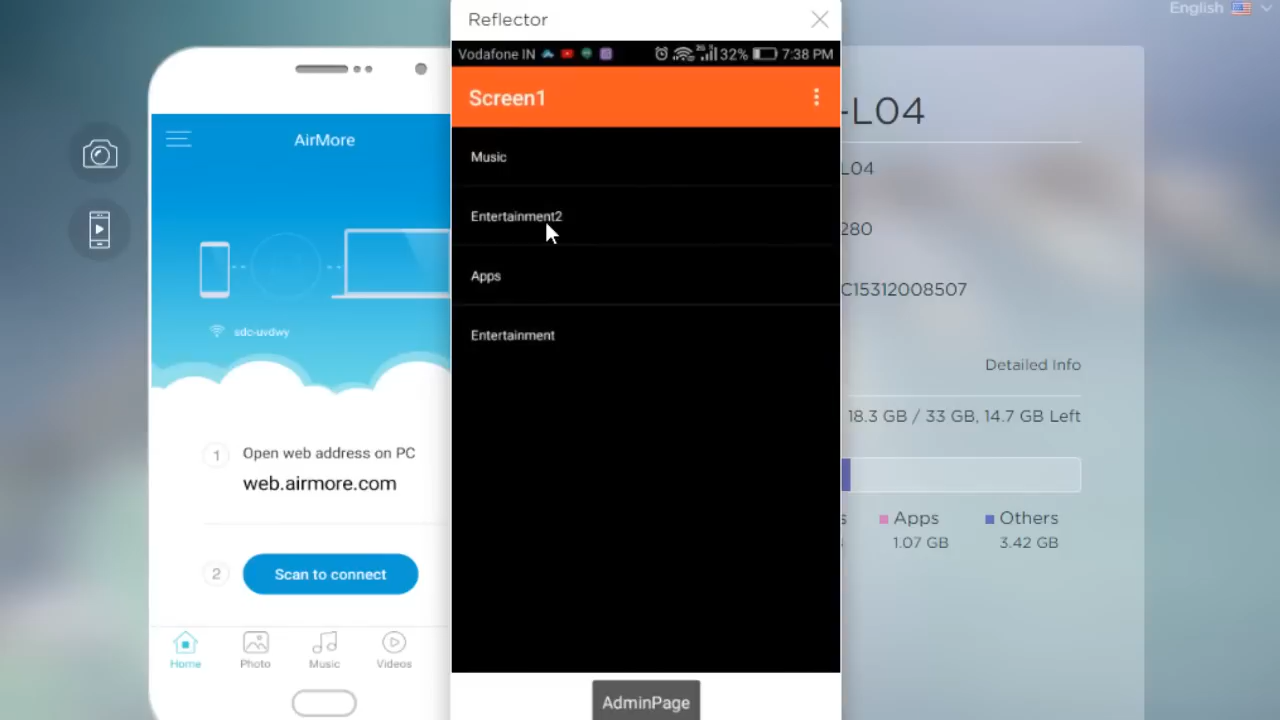 English
Reflector
Vodafone IN
32%
7:38 PM
Screen1
Music
Entertainment2
Apps
Entertainment
AdminPage
AirMore
sdc-uvdwy
1
Open web address on PC
web.airmore.com
2
Scan to connect
Home
Photo
Music
Videos
-L04
L04
280
C15312008507
Detailed Info
18.3 GB / 33 GB, 14.7 GB Left
s
Apps
Others
1.07 GB
3.42 GB